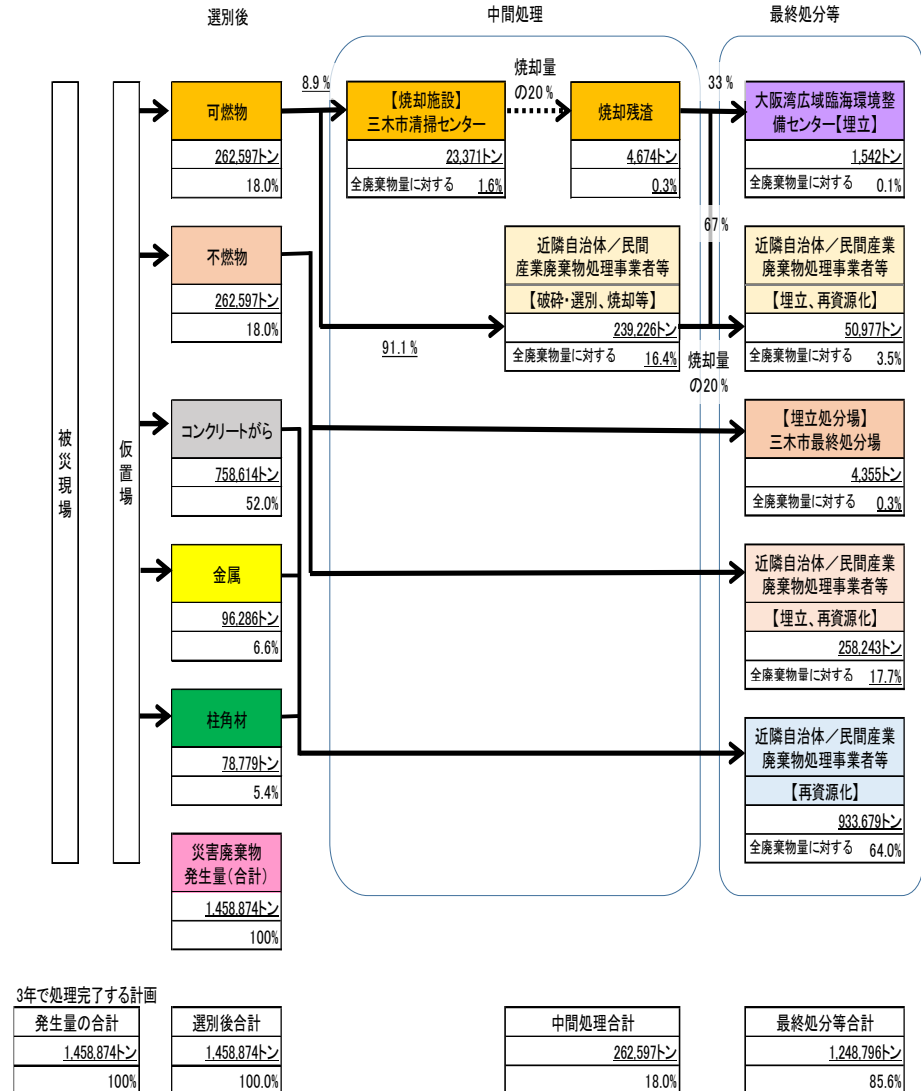 選別後
中間処理
最終処分等
被災現場
仮置場
可燃物
262,597トン
18.0%
8.9%
【焼却施設】
三木市清掃センター
23,371トン
全廃棄物量に対する 1.6%
焼却量
の20%
焼却残渣
4,674トン
0.3%
33%
大阪湾広域臨海環境整
備センター【埋立】
1,542トン
全廃棄物量に対する 0.1%
67%
不燃物
262,597トン
18.0%
91.1%
近隣自治体/民間
産業廃棄物処理事業者等
【破砕・選別、焼却等】
239,226トン
全廃棄物量に対する 16.4%
焼却量
の20%
近隣自治体/民間産業
廃棄物処理事業者等
【埋立、再資源化】
50,977トン
全廃棄物量に対する 3.5%
コンクリートがら
758,614トン
52.0%
【埋立処分場】
三木市最終処分場
4,355トン
全廃棄物量に対する 0.3%
金属
96,286トン
6.6%
近隣自治体/民間産業
廃棄物処理事業者等
【埋立、再資源化】
258,243トン
全廃棄物量に対する 17.7%
柱角材
78,779トン
5.4%
近隣自治体/民間産業
廃棄物処理事業者等
【再資源化】
933,679トン
全廃棄物量に対する 64.0%
災害廃棄物
発生量(合計)
1,458,874トン
100%
3年で処理完了する計画
発生量の合計
1,458,874トン
100%
選別後合計
1,458,874トン
100.0%
中間処理合計
262,597トン
18.0%
最終処分等合計
1,248,796トン
85.6%